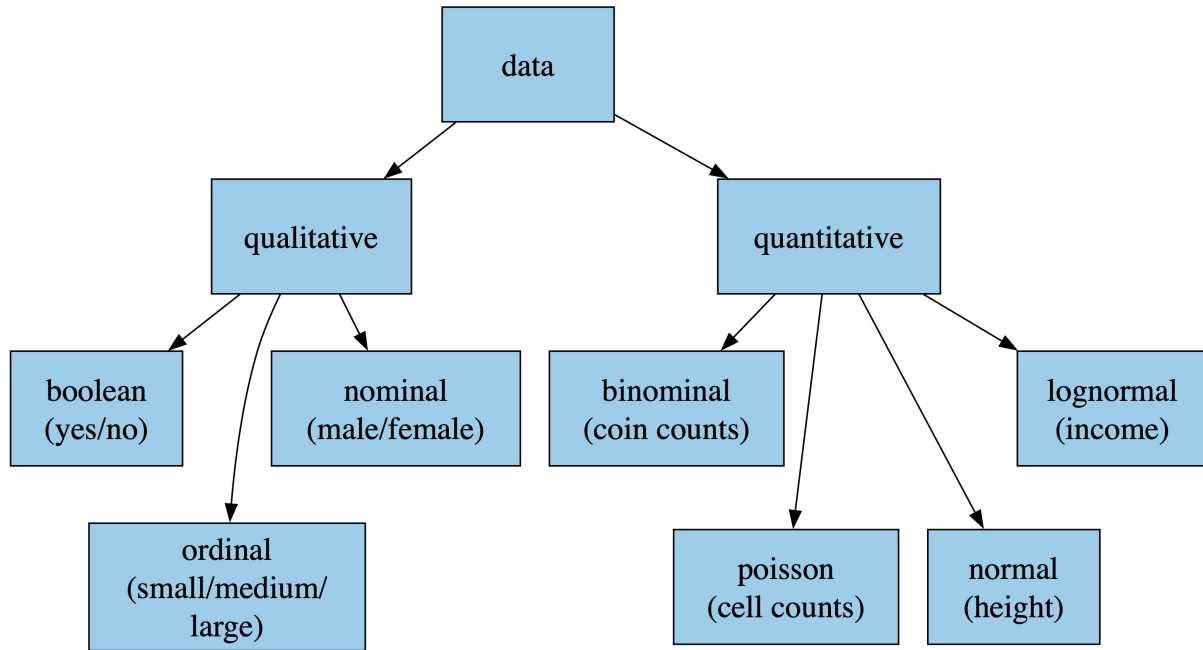 data
qualitative
quantitative
boolean
(yes/no)
nominal
(male/female)
binominal
(coin counts)
lognormal
(income)
ordinal
(small/medium/
large)
poisson
(cell counts)
normal
(height)